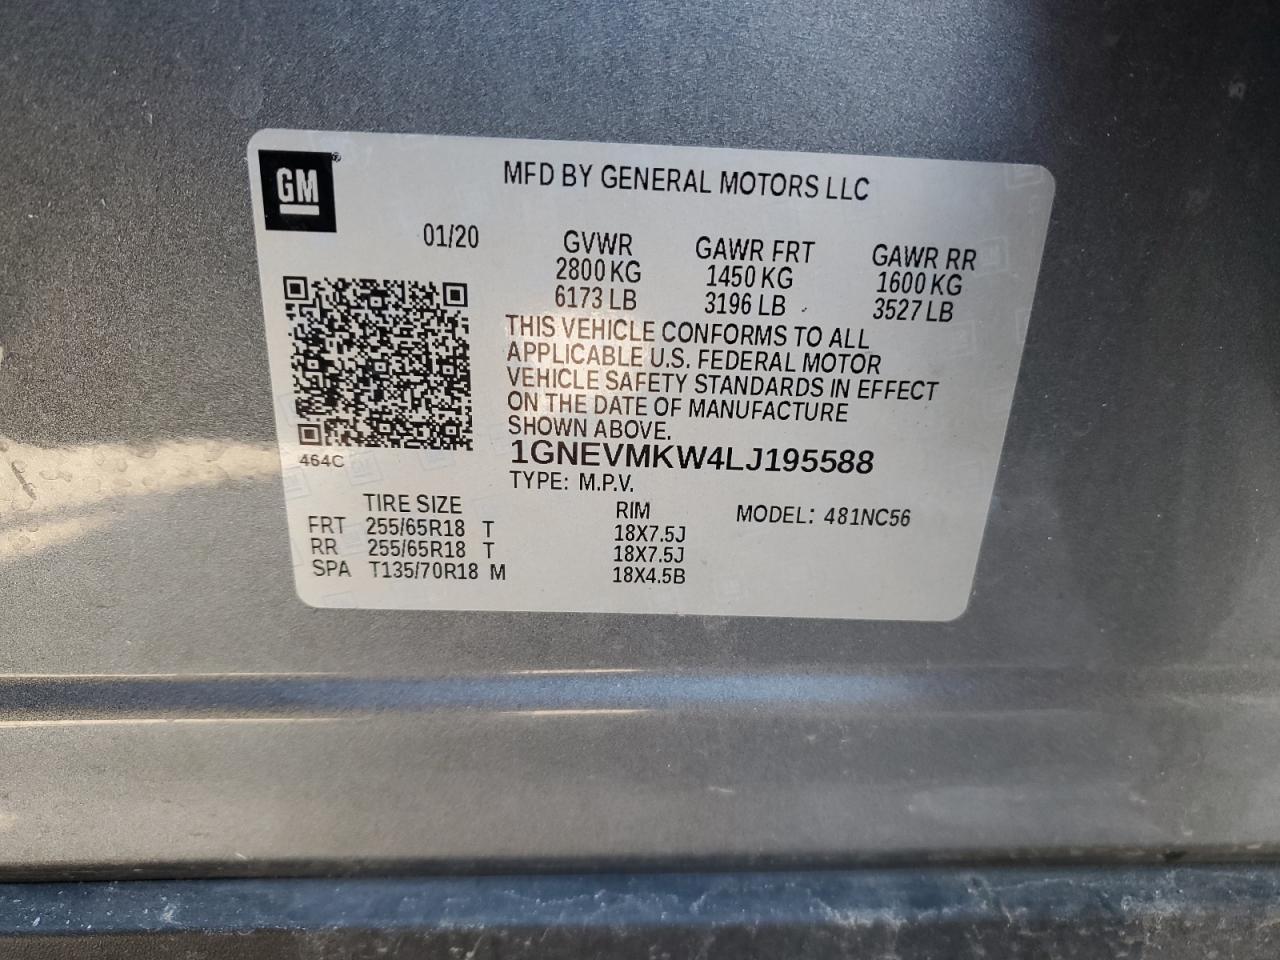 GM
MFD BY GENERAL MOTORS LLC
01/20
GVWR GAWR FRT GAWR RR
2800 KG 1450 KG 1600 KG
6173 LB 3196 LB 3527 LB
THIS VEHICLE CONFORMS TO ALL
APPLICABLE U.S. FEDERAL MOTOR
VEHICLE SAFETY STANDARDS IN EFFECT
ON THE DATE OF MANUFACTURE
SHOWN ABOVE.
464C
1GNEVMKW4LJ195588
TYPE: M.P.V.
TIRE SIZE RIM MODEL: 481NC56
FRT 255/65R18 T 18X7.5J
RR 255/65R18 T 18X7.5J
SPA T135/70R18 M 18X4.5B